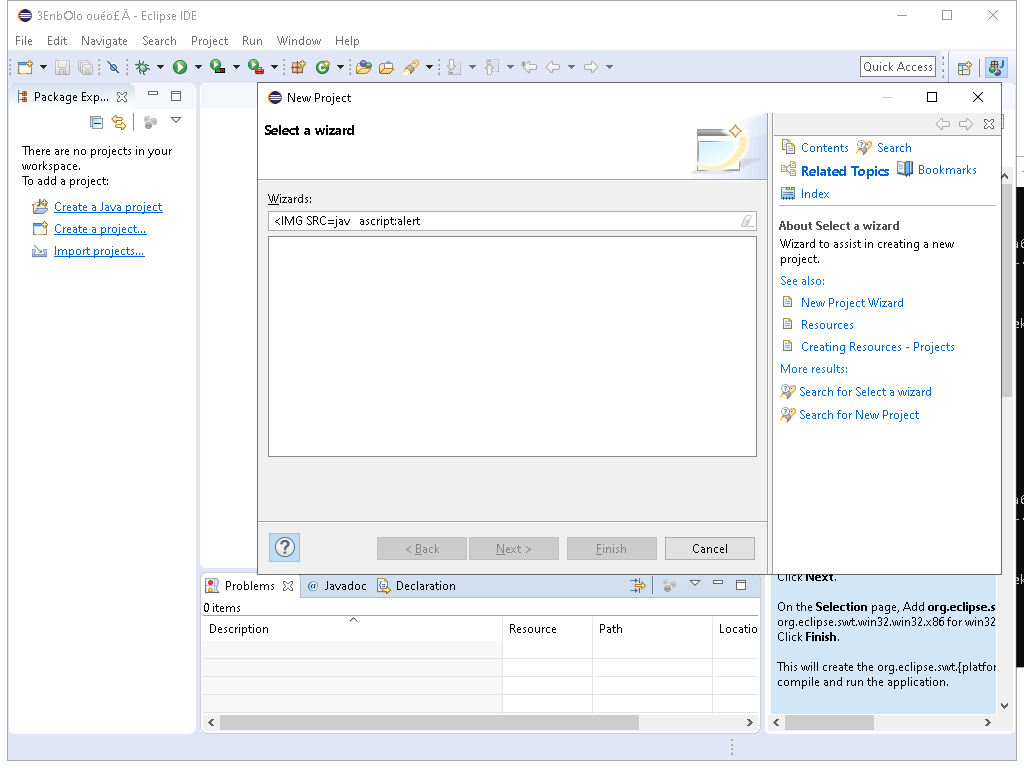 3EnbOlo ouéo£Ä - Eclipse IDE
File Edit Navigate Search Project Run Window Help
Quick Access
Package Exp...
There are no projects in your
workspace.
To add a project:
Create a Java project
Create a project...
Import projects...
New Project
Select a wizard
Wizards:
<IMG SRC=jav   ascript:alert
< Back
Next >
Finish
Cancel
Contents Search
Related Topics Bookmarks
Index
About Select a wizard
Wizard to assist in creating a new
project.
See also:
New Project Wizard
Resources
Creating Resources - Projects
More results:
Search for Select a wizard
Search for New Project
Problems @ Javadoc Declaration
0 items
Description Resource Path Locatio
Click Next.
On the Selection page, Add org.eclipse.s
org.eclipse.swt.win32.win32.x86 for win32
Click Finish.
This will create the org.eclipse.swt.{platfor
compile and run the application.